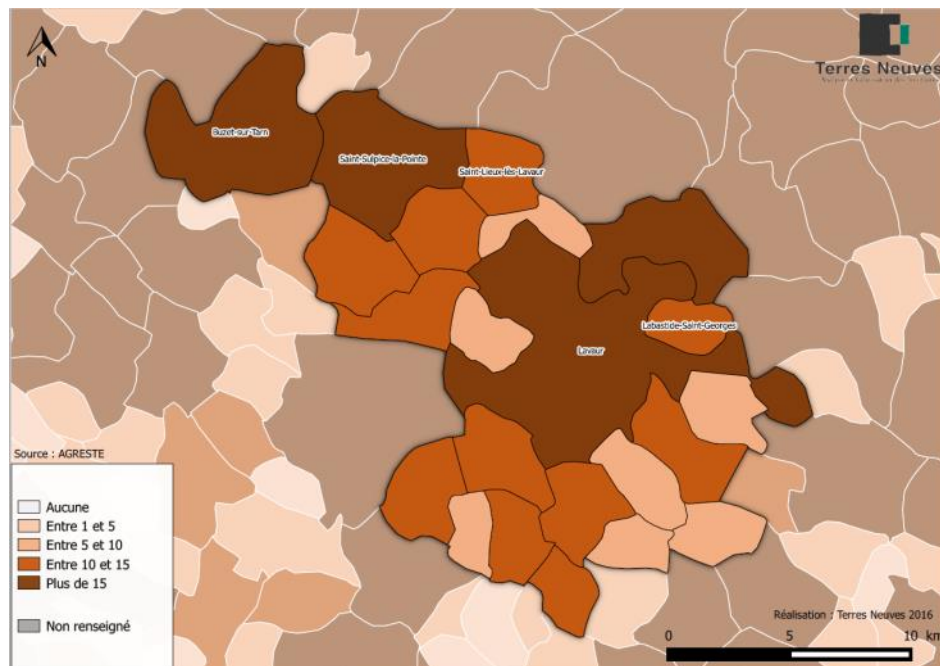 N
Terres Neuves
Buzet-sur-Tarn
Saint-Sulpice-la-Pointe
Saint-Lieux-lès-Lavaur
Labastide-Saint-Georges
Lavaur
Source : AGRESTE
Aucune
Entre 1 et 5
Entre 5 et 10
Entre 10 et 15
Plus de 15
Non renseigné
Réalisation : Terres Neuves 2016
0 5 10 km